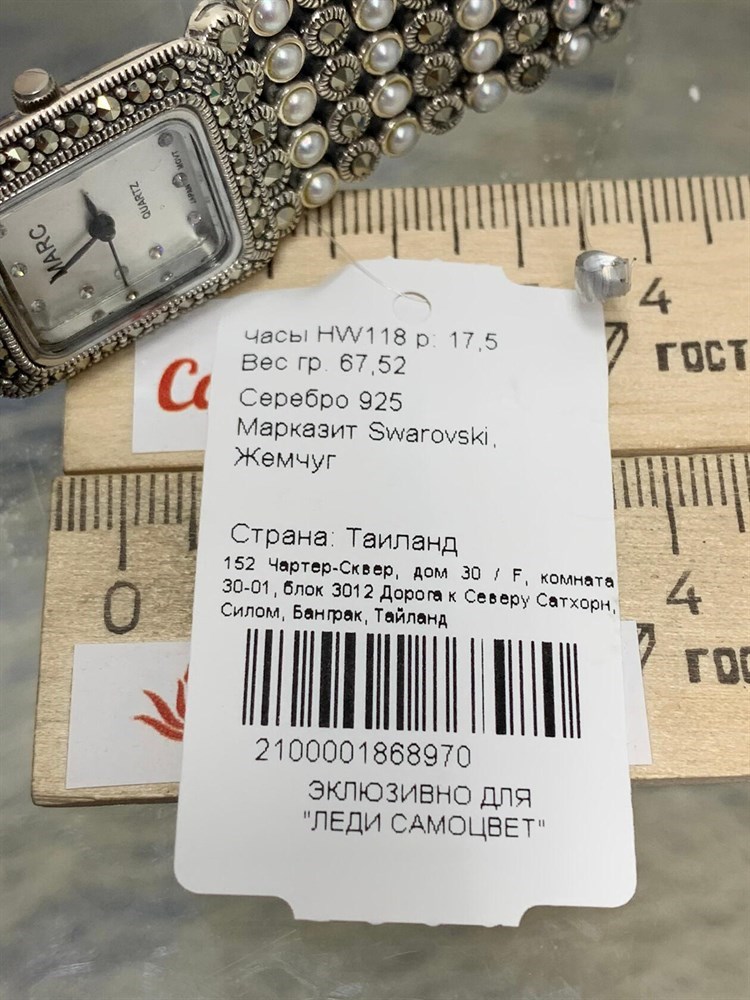 MARC
QUARTZ
JAPAN MOVT
4
ГОСТ
часы HW118 р: 17,5
Вес гр. 67,52
Серебро 925
Марказит Swarovski,
Жемчуг
Страна: Таиланд
152 Чартер-Сквер, дом 30 / F, комната
30-01, блок 3012 Дорога к Северу Сатхорн,
Силом, Банграк, Тайланд
2100001868970
ЭКЛЮЗИВНО ДЛЯ
"ЛЕДИ САМОЦВЕТ"
0
4